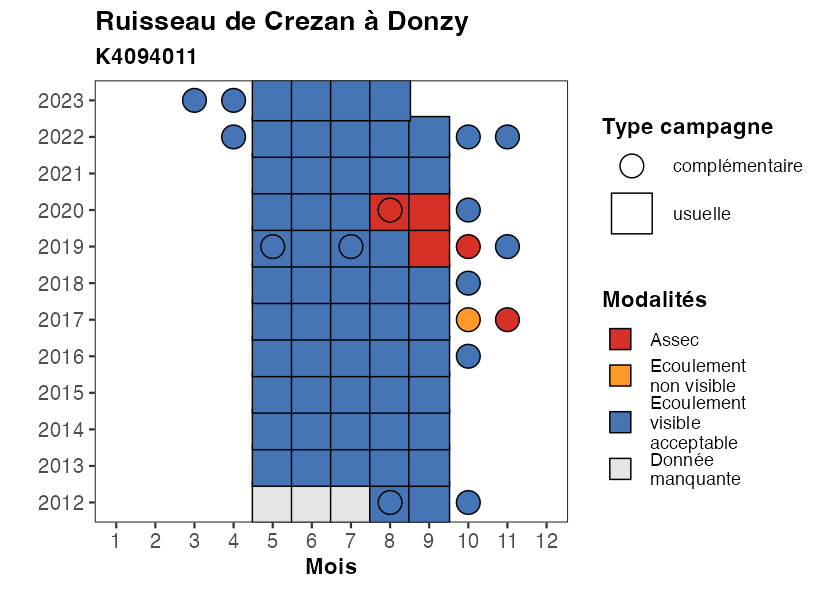 Ruisseau de Crezan à Donzy
K4094011
2023
2022
2021
2020
2019
2018
2017
2016
2015
2014
2013
2012
1 2 3 4 5 6 7 8 9 10 11 12
Mois
Type campagne
complémentaire
usuelle
Modalités
Assec
Ecoulement
non visible
Ecoulement
visible
acceptable
Donnée
manquante